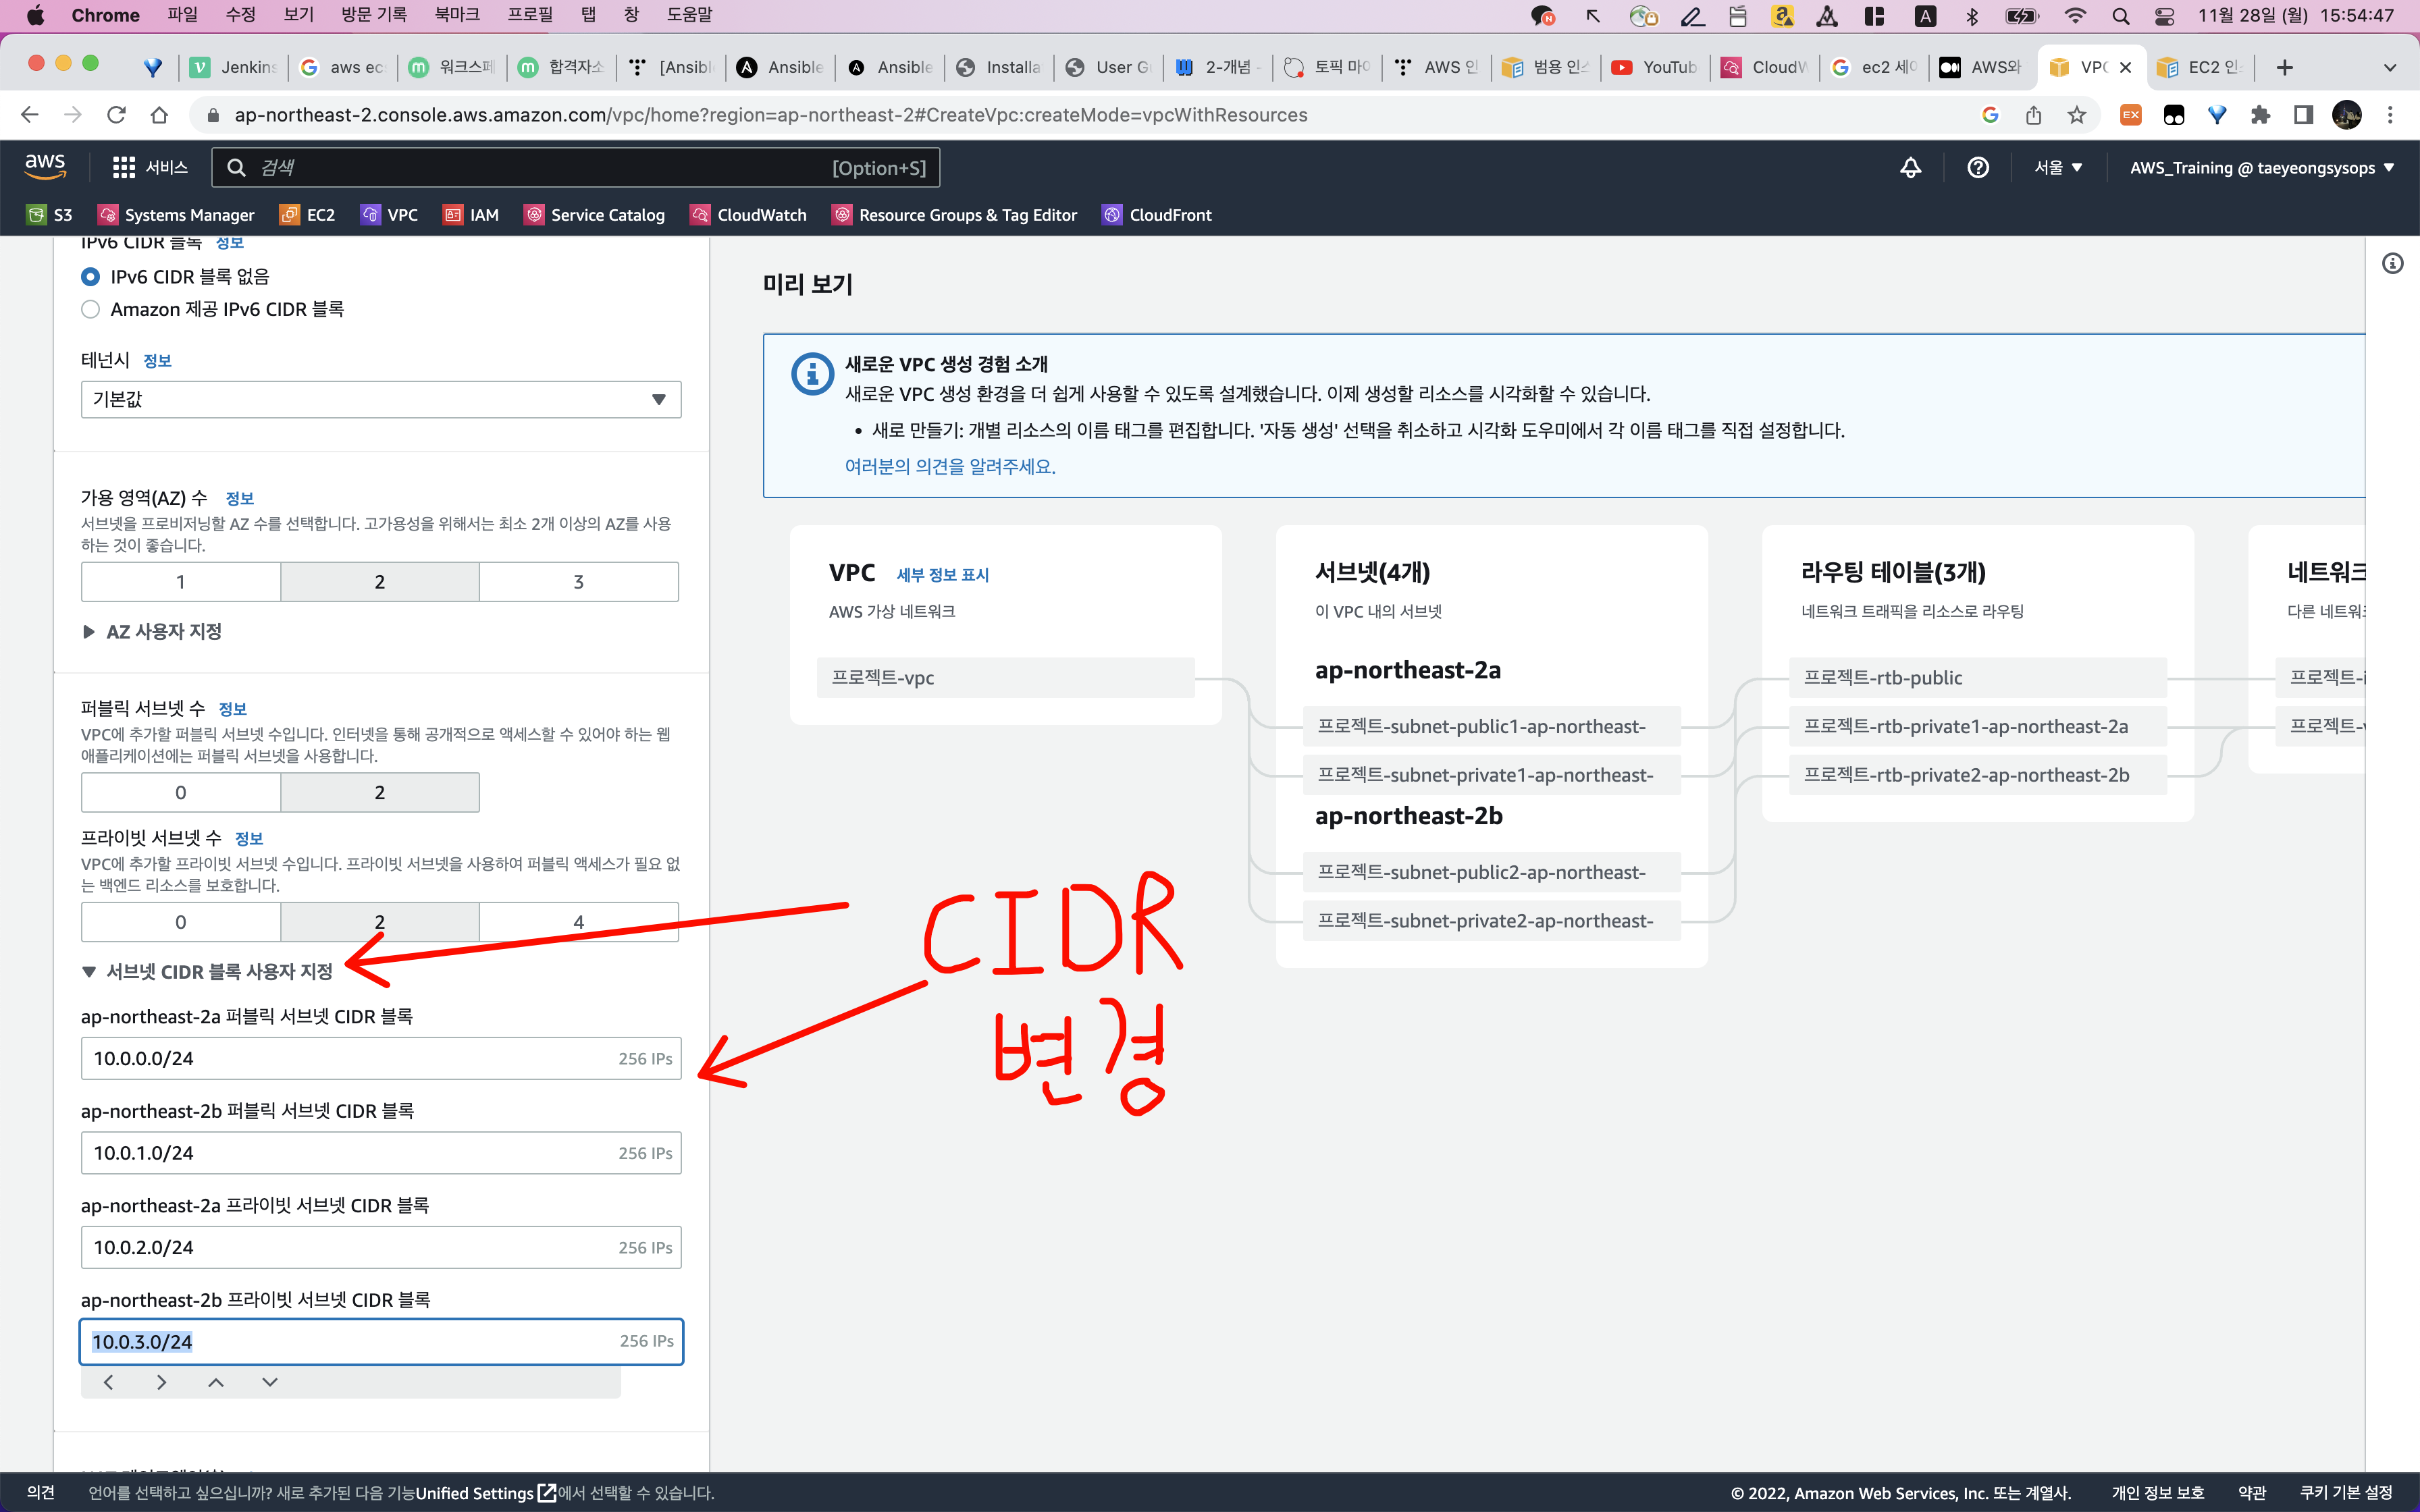 Chrome 파일 수정 보기 방문 기록 북마크 프로필 탭 창 도움말 A 11월 28일 (월) 15:54:47
Jenkins aws ec 워크스페 합격자소 [Ansibl Ansible Ansible Installa User G 2-개념 - 토픽 마이 AWS 인 범용 인스 YouTub CloudW ec2 세이 AWS와 VPC EC2 인스
ap-northeast-2.console.aws.amazon.com/vpc/home?region=ap-northeast-2#CreateVpc:createMode=vpcWithResources
aws 서비스 검색 [Option+S] 서울 AWS_Training @ taeyeongsysops
S3 Systems Manager EC2 VPC IAM Service Catalog CloudWatch Resource Groups & Tag Editor CloudFront
IPv6 CIDR 블록 정보
IPv6 CIDR 블록 없음
Amazon 제공 IPv6 CIDR 블록
테넌시 정보
기본값
가용 영역(AZ) 수 정보
서브넷을 프로비저닝할 AZ 수를 선택합니다. 고가용성을 위해서는 최소 2개 이상의 AZ를 사용
하는 것이 좋습니다.
1 2 3
AZ 사용자 지정
퍼블릭 서브넷 수 정보
VPC에 추가할 퍼블릭 서브넷 수입니다. 인터넷을 통해 공개적으로 액세스할 수 있어야 하는 웹
애플리케이션에는 퍼블릭 서브넷을 사용합니다.
0 2
프라이빗 서브넷 수 정보
VPC에 추가할 프라이빗 서브넷 수입니다. 프라이빗 서브넷을 사용하여 퍼블릭 액세스가 필요 없
는 백엔드 리소스를 보호합니다.
0 2 4
서브넷 CIDR 블록 사용자 지정
ap-northeast-2a 퍼블릭 서브넷 CIDR 블록
10.0.0.0/24 256 IPs
ap-northeast-2b 퍼블릭 서브넷 CIDR 블록
10.0.1.0/24 256 IPs
ap-northeast-2a 프라이빗 서브넷 CIDR 블록
10.0.2.0/24 256 IPs
ap-northeast-2b 프라이빗 서브넷 CIDR 블록
10.0.3.0/24 256 IPs
미리 보기
새로운 VPC 생성 경험 소개
새로운 VPC 생성 환경을 더 쉽게 사용할 수 있도록 설계했습니다. 이제 생성할 리소스를 시각화할 수 있습니다.
• 새로 만들기: 개별 리소스의 이름 태그를 편집합니다. '자동 생성' 선택을 취소하고 시각화 도우미에서 각 이름 태그를 직접 설정합니다.
여러분의 의견을 알려주세요.
VPC 세부 정보 표시
AWS 가상 네트워크
프로젝트-vpc
서브넷(4개)
이 VPC 내의 서브넷
ap-northeast-2a
프로젝트-subnet-public1-ap-northeast-
프로젝트-subnet-private1-ap-northeast-
ap-northeast-2b
프로젝트-subnet-public2-ap-northeast-
프로젝트-subnet-private2-ap-northeast-
라우팅 테이블(3개)
네트워크 트래픽을 리소스로 라우팅
프로젝트-rtb-public
프로젝트-rtb-private1-ap-northeast-2a
프로젝트-rtb-private2-ap-northeast-2b
네트워크
다른 네트워크
프로젝트-i
프로젝트-v
CIDR
변경
의견 언어를 선택하고 싶으십니까? 새로 추가된 다음 기능Unified Settings에서 선택할 수 있습니다. © 2022, Amazon Web Services, Inc. 또는 계열사. 개인 정보 보호 약관 쿠키 기본 설정